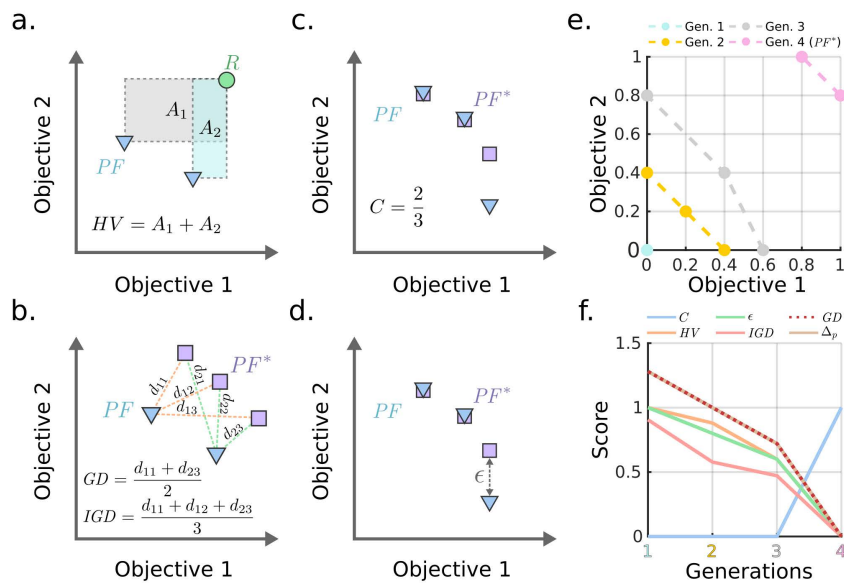 a.
Objective 2
R
A₁
A₂
PF
HV = A₁ + A₂
Objective 1
b.
Objective 2
PF*
PF
d₁₁
d₁₂
d₁₃
d₂₁
d₂₂
d₂₃
GD = (d₁₁ + d₂₃)/2
IGD = (d₁₁ + d₁₂ + d₂₃)/3
Objective 1
c.
Objective 2
PF
PF*
C = 2/3
Objective 1
d.
Objective 2
PF
PF*
ϵ
Objective 1
e.
Gen. 1
Gen. 3
Gen. 2
Gen. 4 (PF*)
Objective 2
1
0.8
0.6
0.4
0.2
0
0 0.2 0.4 0.6 0.8 1
Objective 1
f.
C
ϵ
GD
HV
IGD
Δₚ
Score
1.5
1
0.5
0
1 2 3 4
Generations